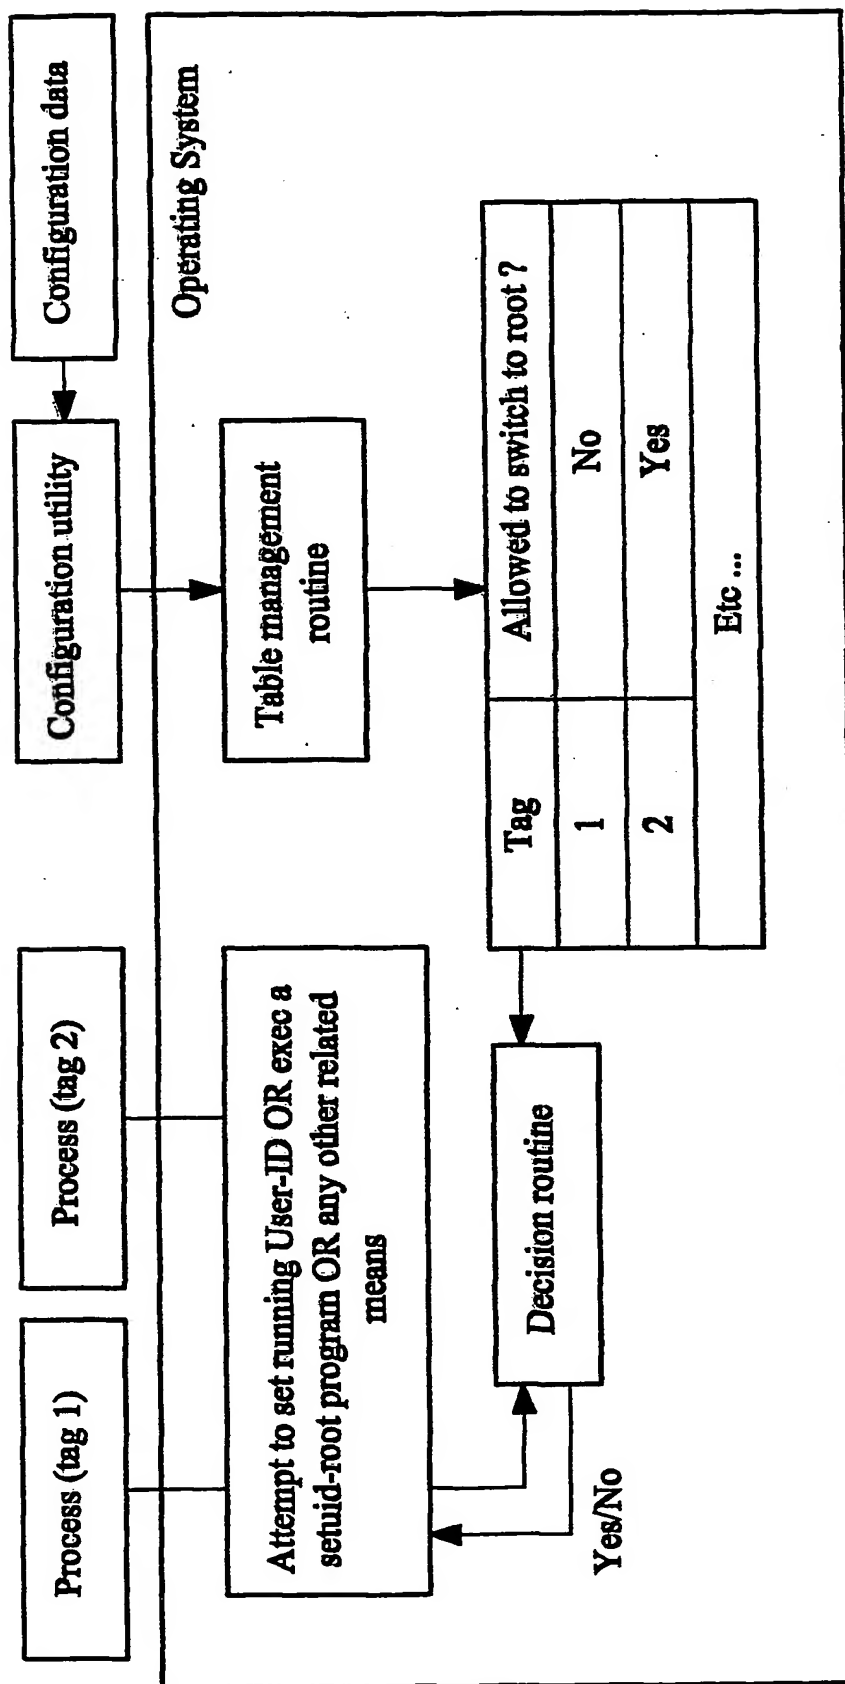 Process (tag 1)
Process (tag 2)
Configuration utility
Configuration data
Operating System
Attempt to set running User-ID OR exec a
setuid-root program OR any other related
means
Table management
routine
Yes/No
Decision routine
Tag
Allowed to switch to root ?
1
No
2
Yes
Etc ...